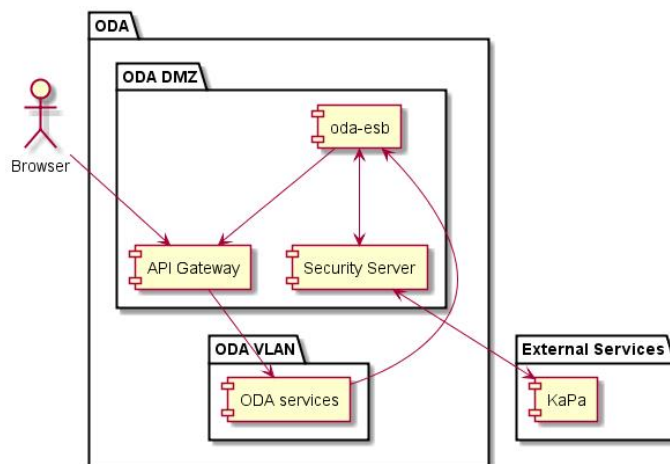 ODA
ODA DMZ
oda-esb
Browser
API Gateway
Security Server
ODA VLAN
External Services
ODA services
KaPa